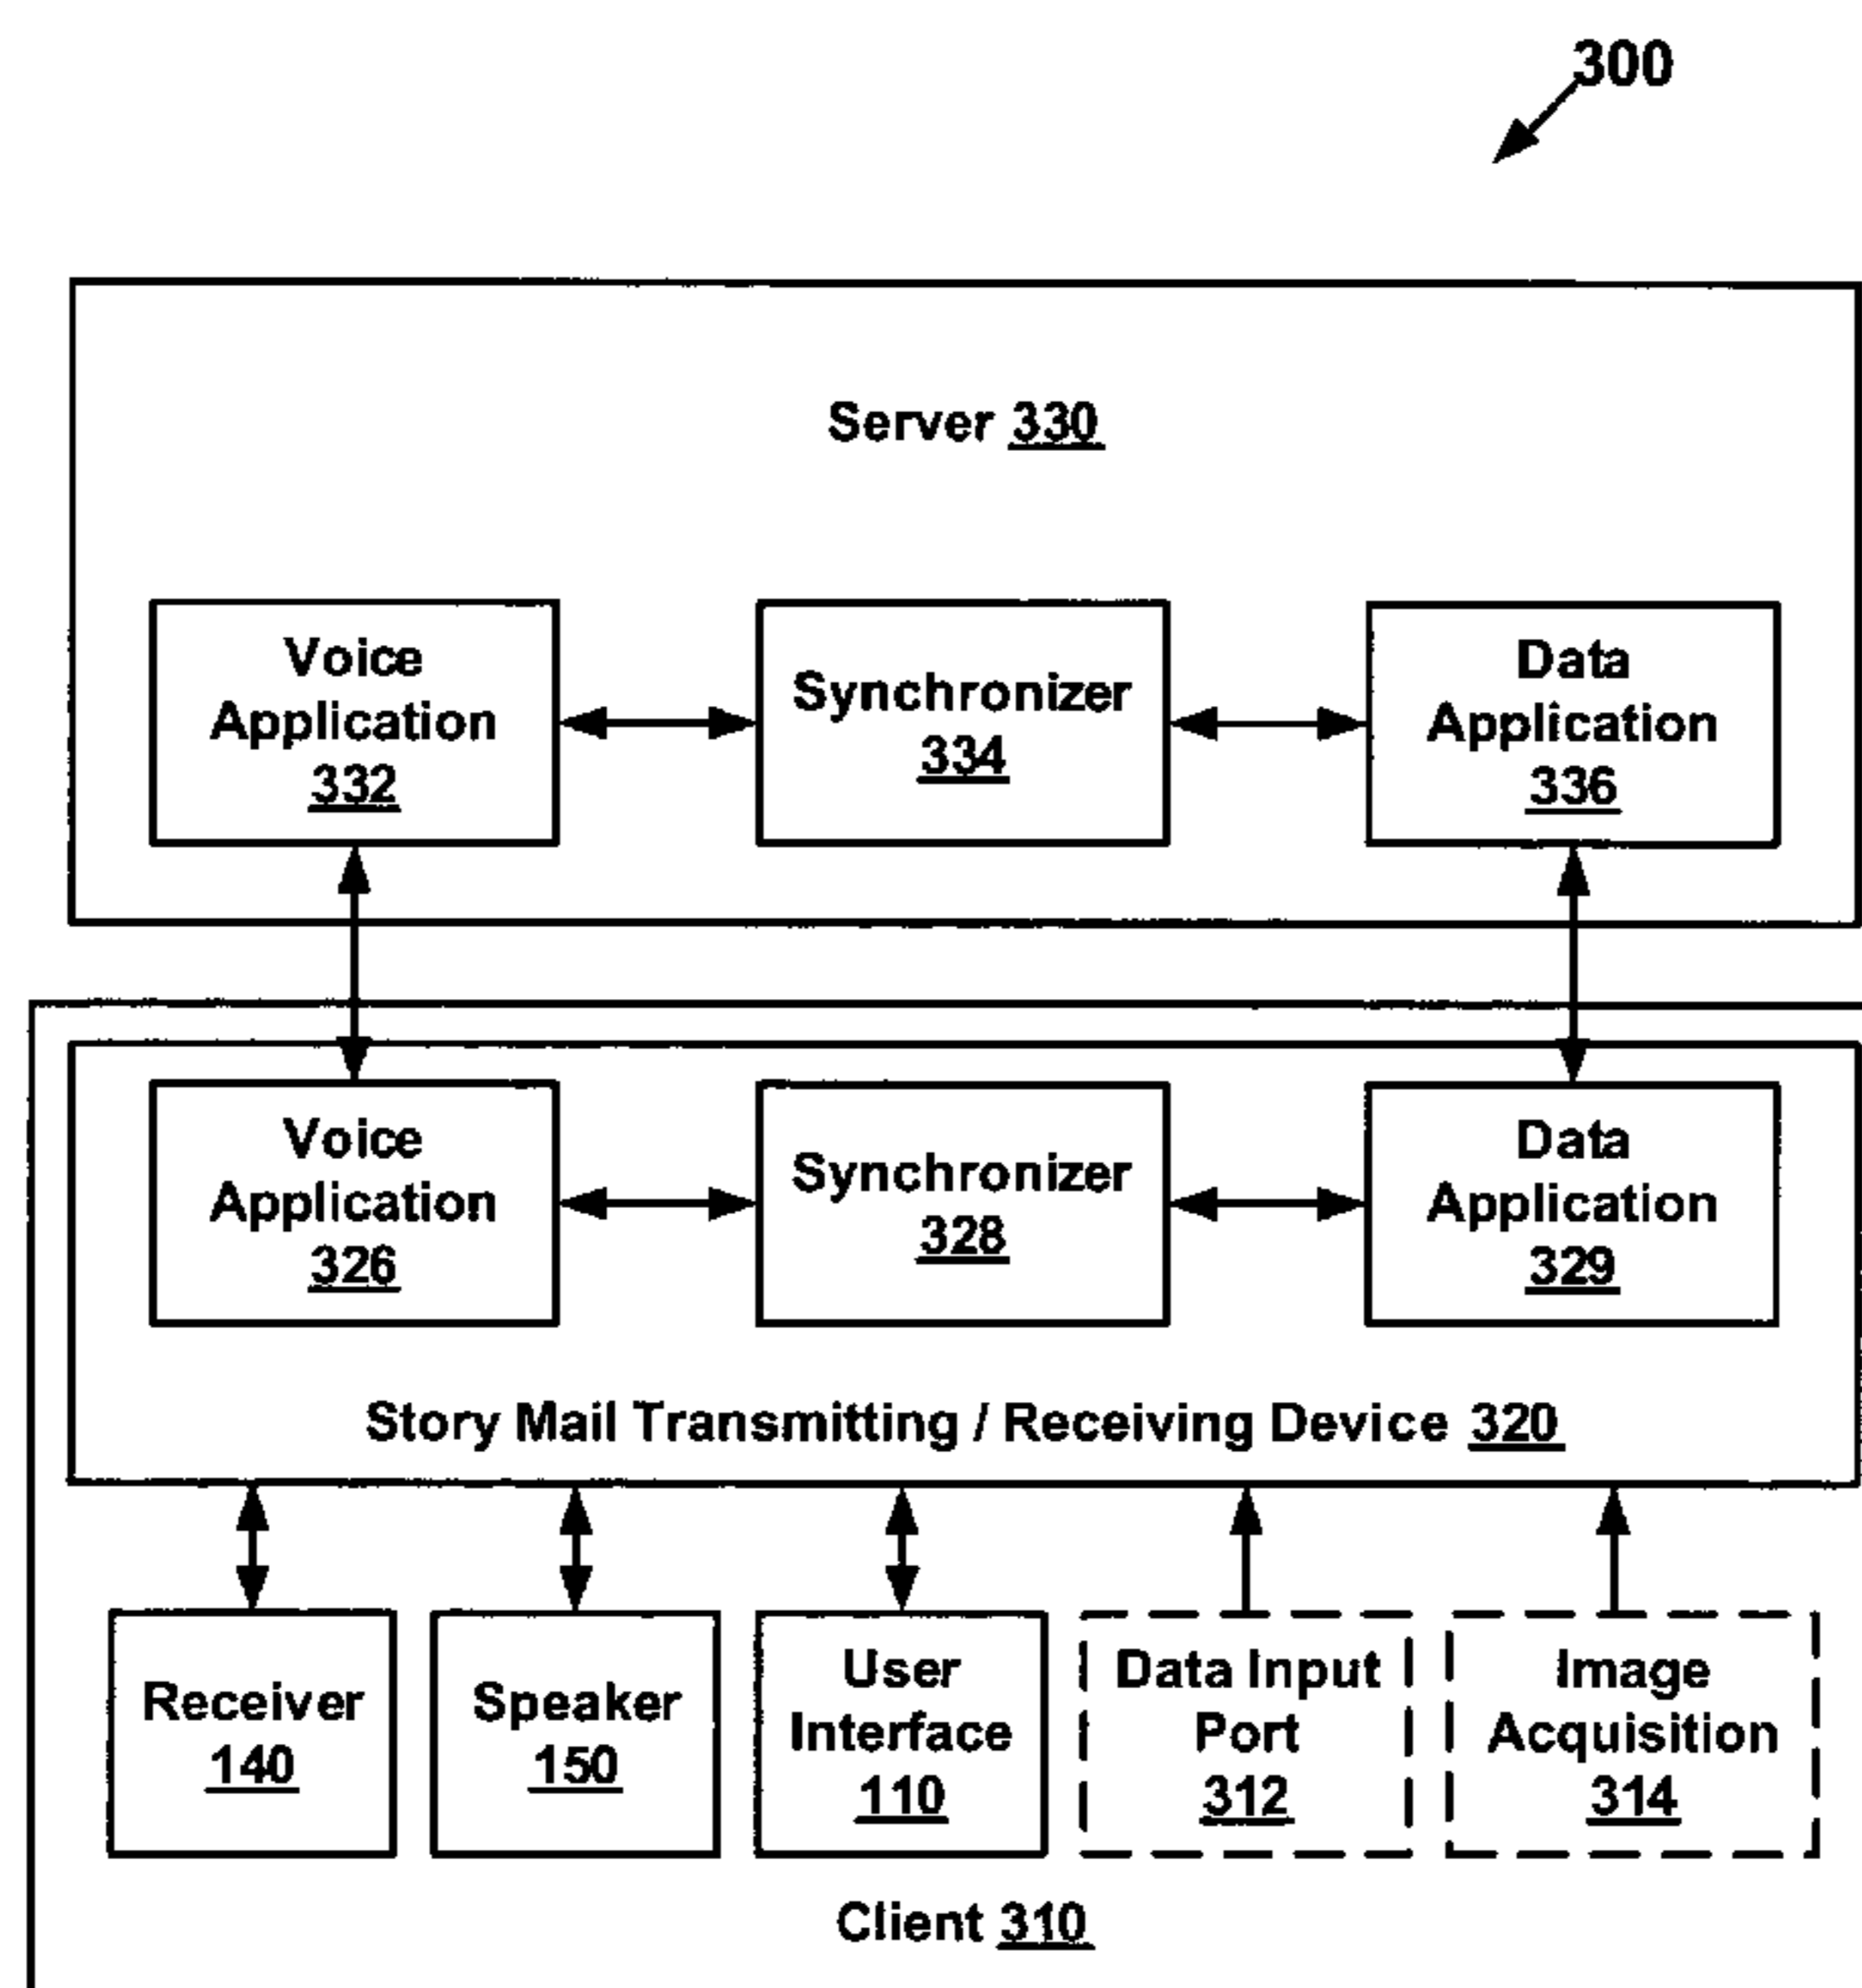 300
Server 330
Voice
Application
332
Synchronizer
334
Data
Application
336
Voice
Application
326
Synchronizer
328
Data
Application
329
Story Mail Transmitting / Receiving Device 320
Receiver
140
Speaker
150
User
Interface
110
Data Input
Port
312
Image
Acquisition
314
Client 310